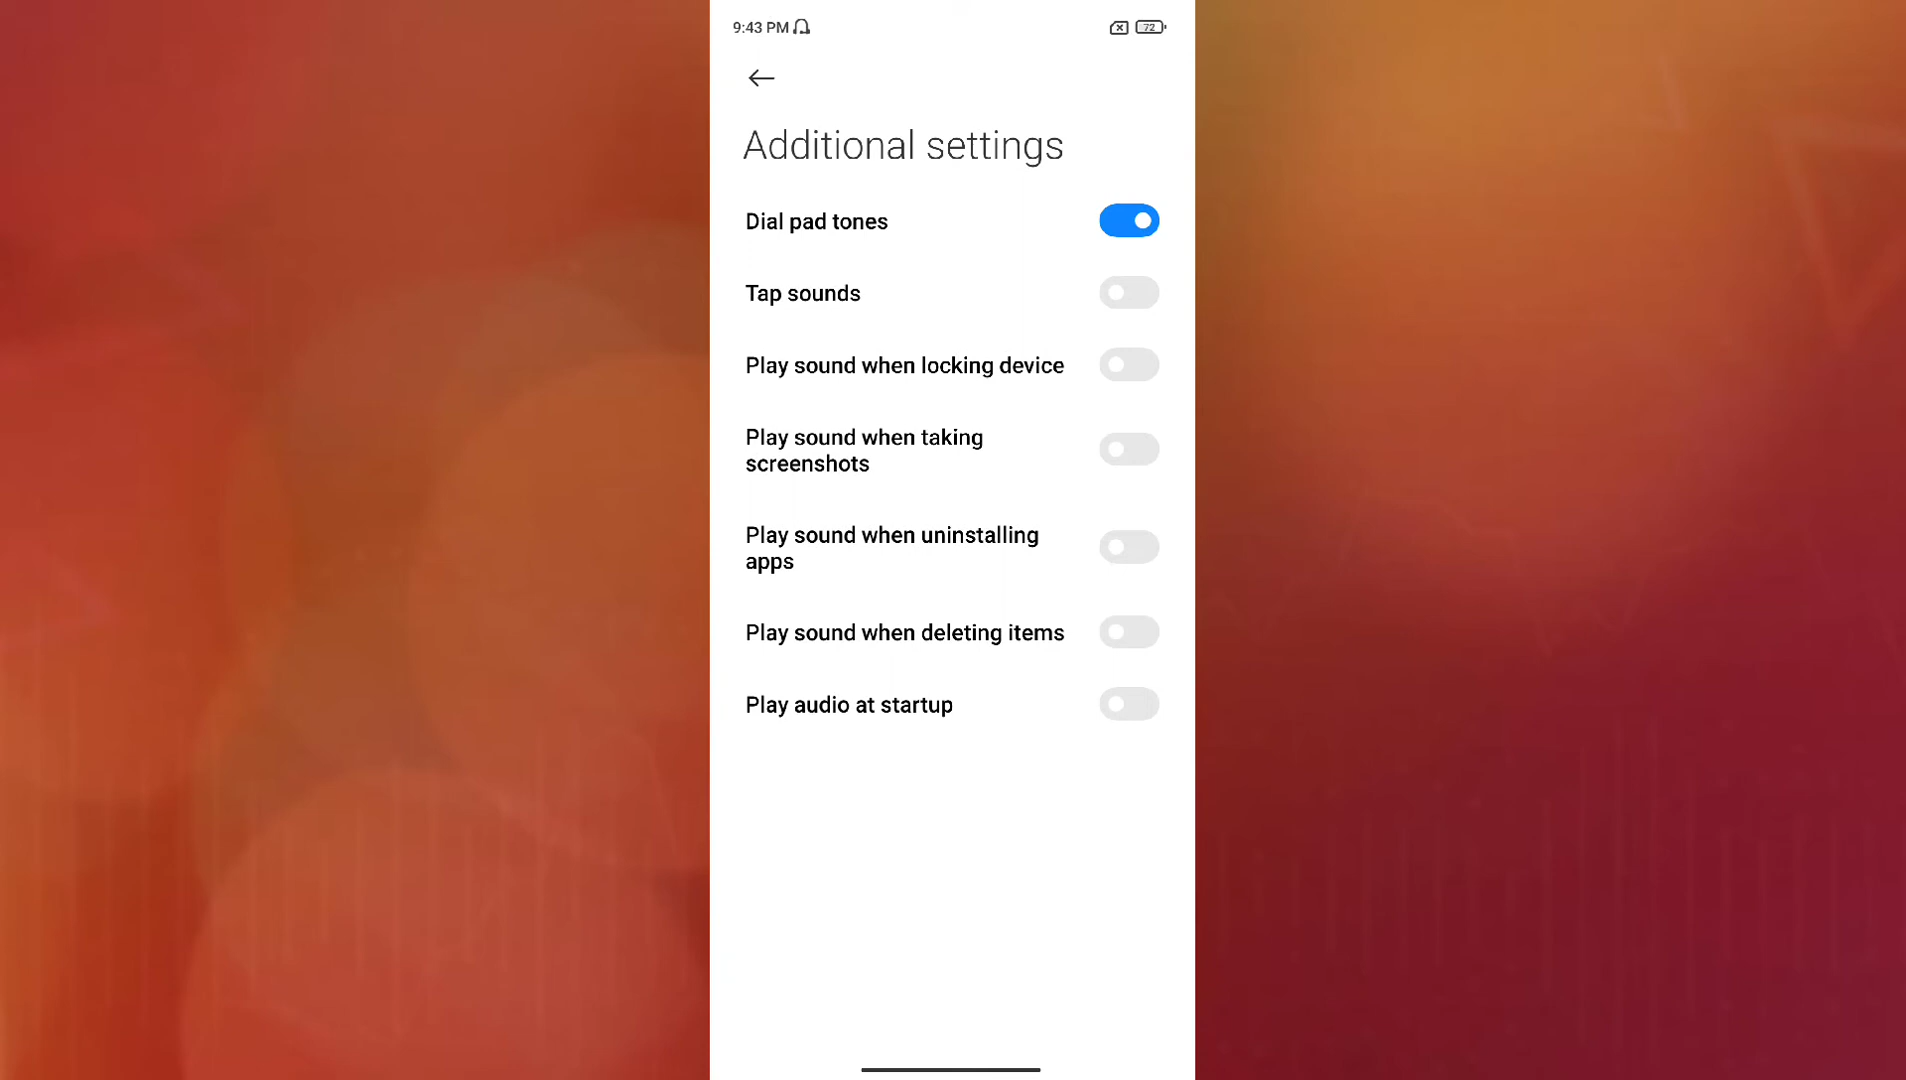 9:43 PM
72
Additional settings
Dial pad tones
Tap sounds
Play sound when locking device
Play sound when taking
screenshots
Play sound when uninstalling
apps
Play sound when deleting items
Play audio at startup